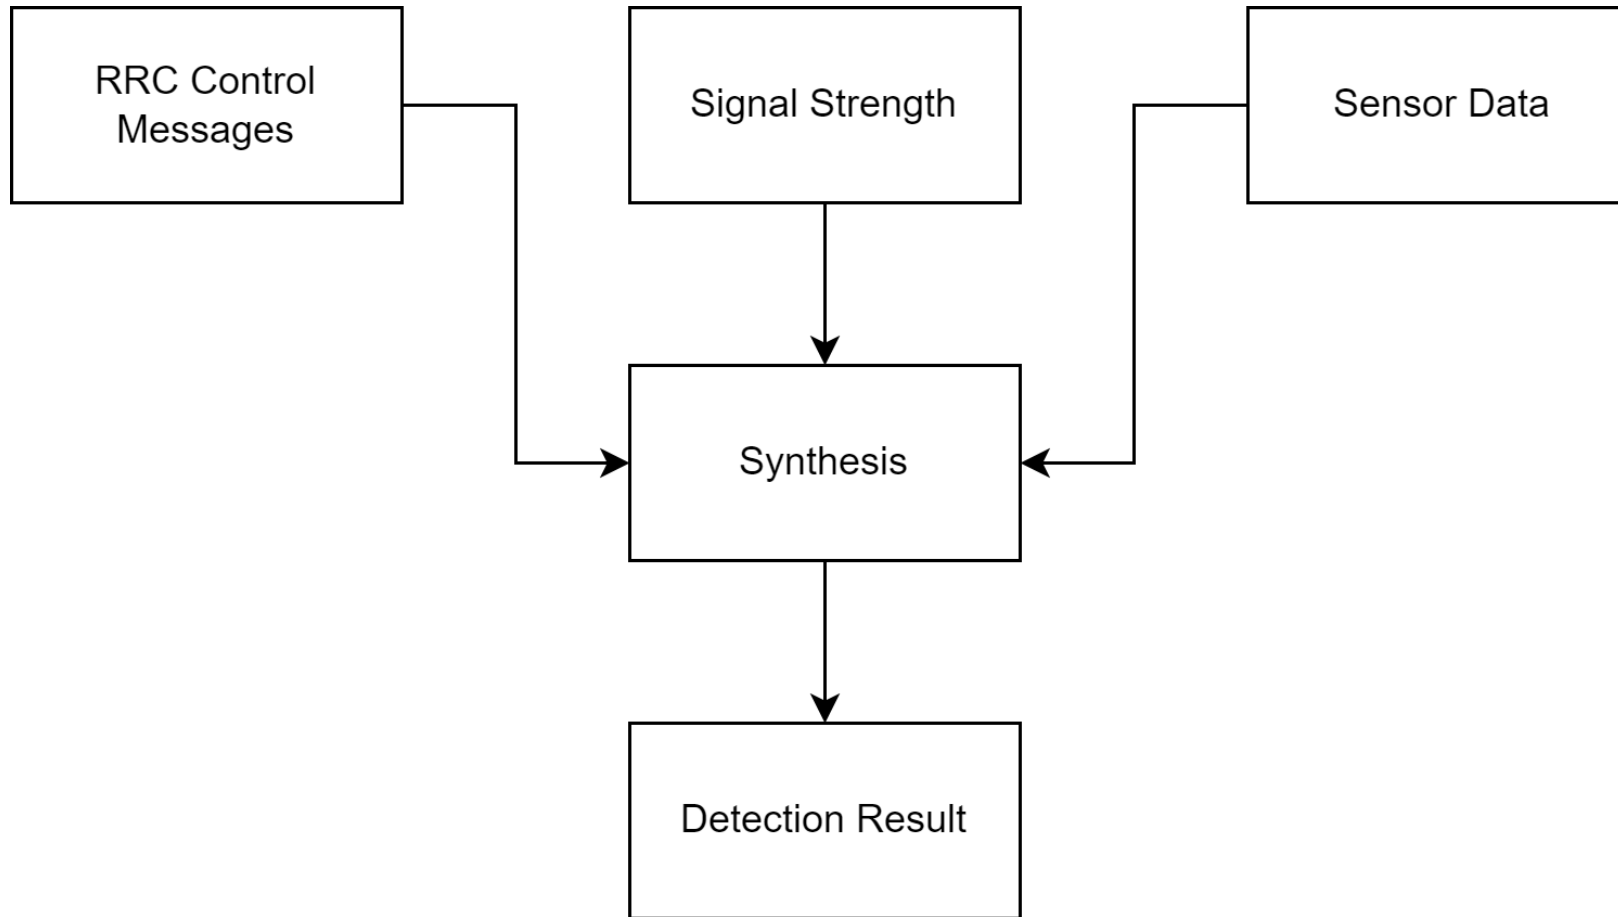 RRC Control
Messages
Signal Strength
Sensor Data
Synthesis
Detection Result